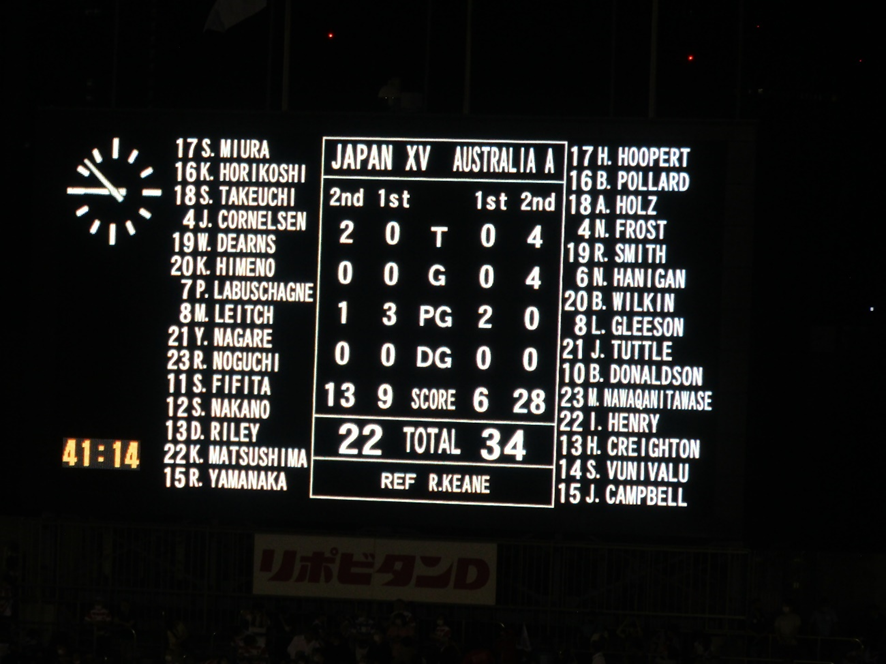 17 S. MIURA
16 K. HORIKOSHI
18 S. TAKEUCHI
4 J. CORNELSEN
19 W. DEARNS
20 K. HIMENO
7 P. LABUSCHAGNE
8 M. LEITCH
21 Y. NAGARE
23 R. NOGUCHI
11 S. FIFITA
12 S. NAKANO
13 D. RILEY
22 K. MATSUSHIMA
15 R. YAMANAKA
41:14
JAPAN XV AUSTRALIA A
2nd 1st 1st 2nd
2 0 T 0 4
0 0 G 0 4
1 3 PG 2 0
0 0 DG 0 0
13 9 SCORE 6 28
22 TOTAL 34
REF R.KEANE
17 H. HOOPERT
16 B. POLLARD
18 A. HOLZ
4 N. FROST
19 R. SMITH
6 N. HANIGAN
20 B. WILKIN
8 L. GLEESON
21 J. TUTTLE
10 B. DONALDSON
23 M. NAWAQANITAWASE
22 I. HENRY
13 H. CREIGHTON
14 S. VUNIVALU
15 J. CAMPBELL
リポビタンD